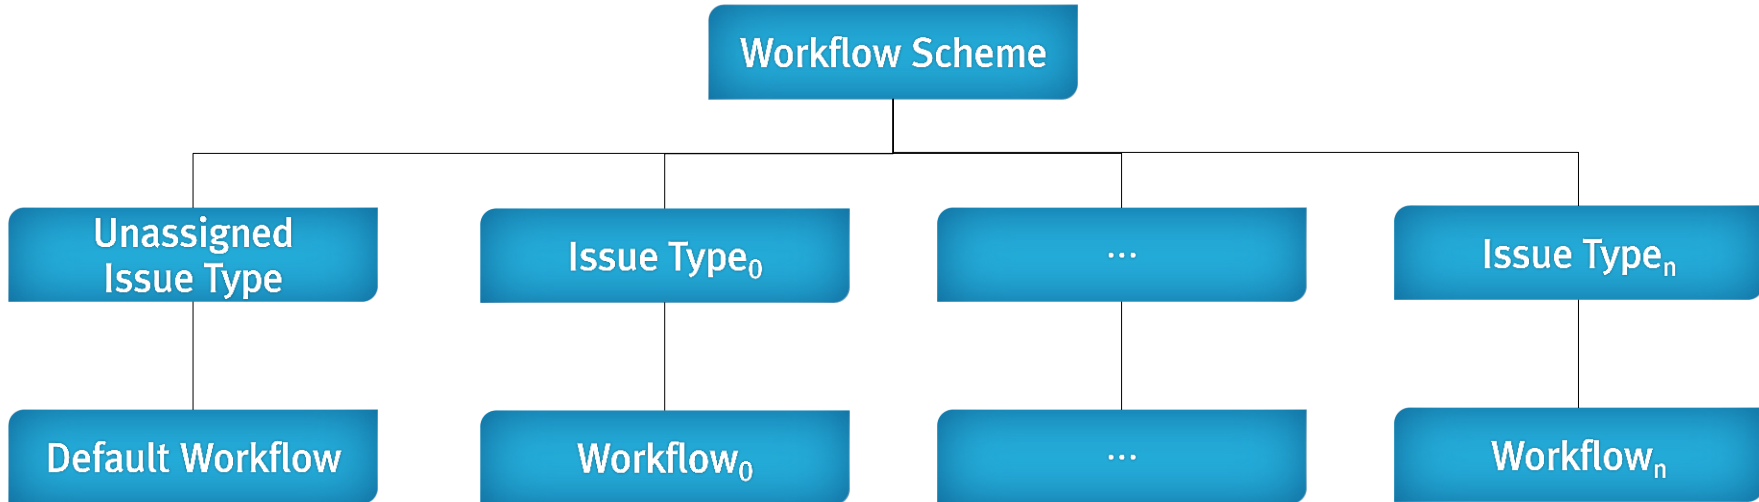 Workflow Scheme
Unassigned
Issue Type
Issue Type₀
...
Issue Typeₙ
Default Workflow
Workflow₀
...
Workflowₙ